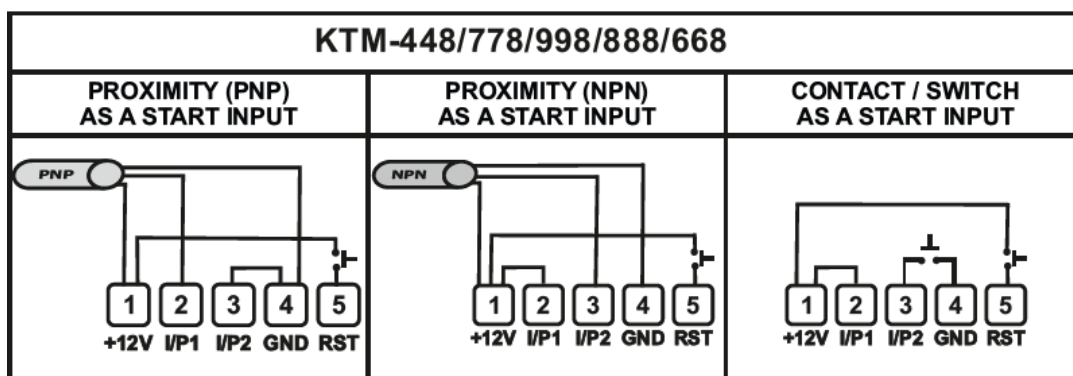 KTM-448/778/998/888/668
PROXIMITY (PNP)
AS A START INPUT
PROXIMITY (NPN)
AS A START INPUT
CONTACT / SWITCH
AS A START INPUT
PNP
1 2 3 4 5
+12V I/P1 I/P2 GND RST
NPN
1 2 3 4 5
+12V I/P1 I/P2 GND RST
1 2 3 4 5
+12V I/P1 I/P2 GND RST